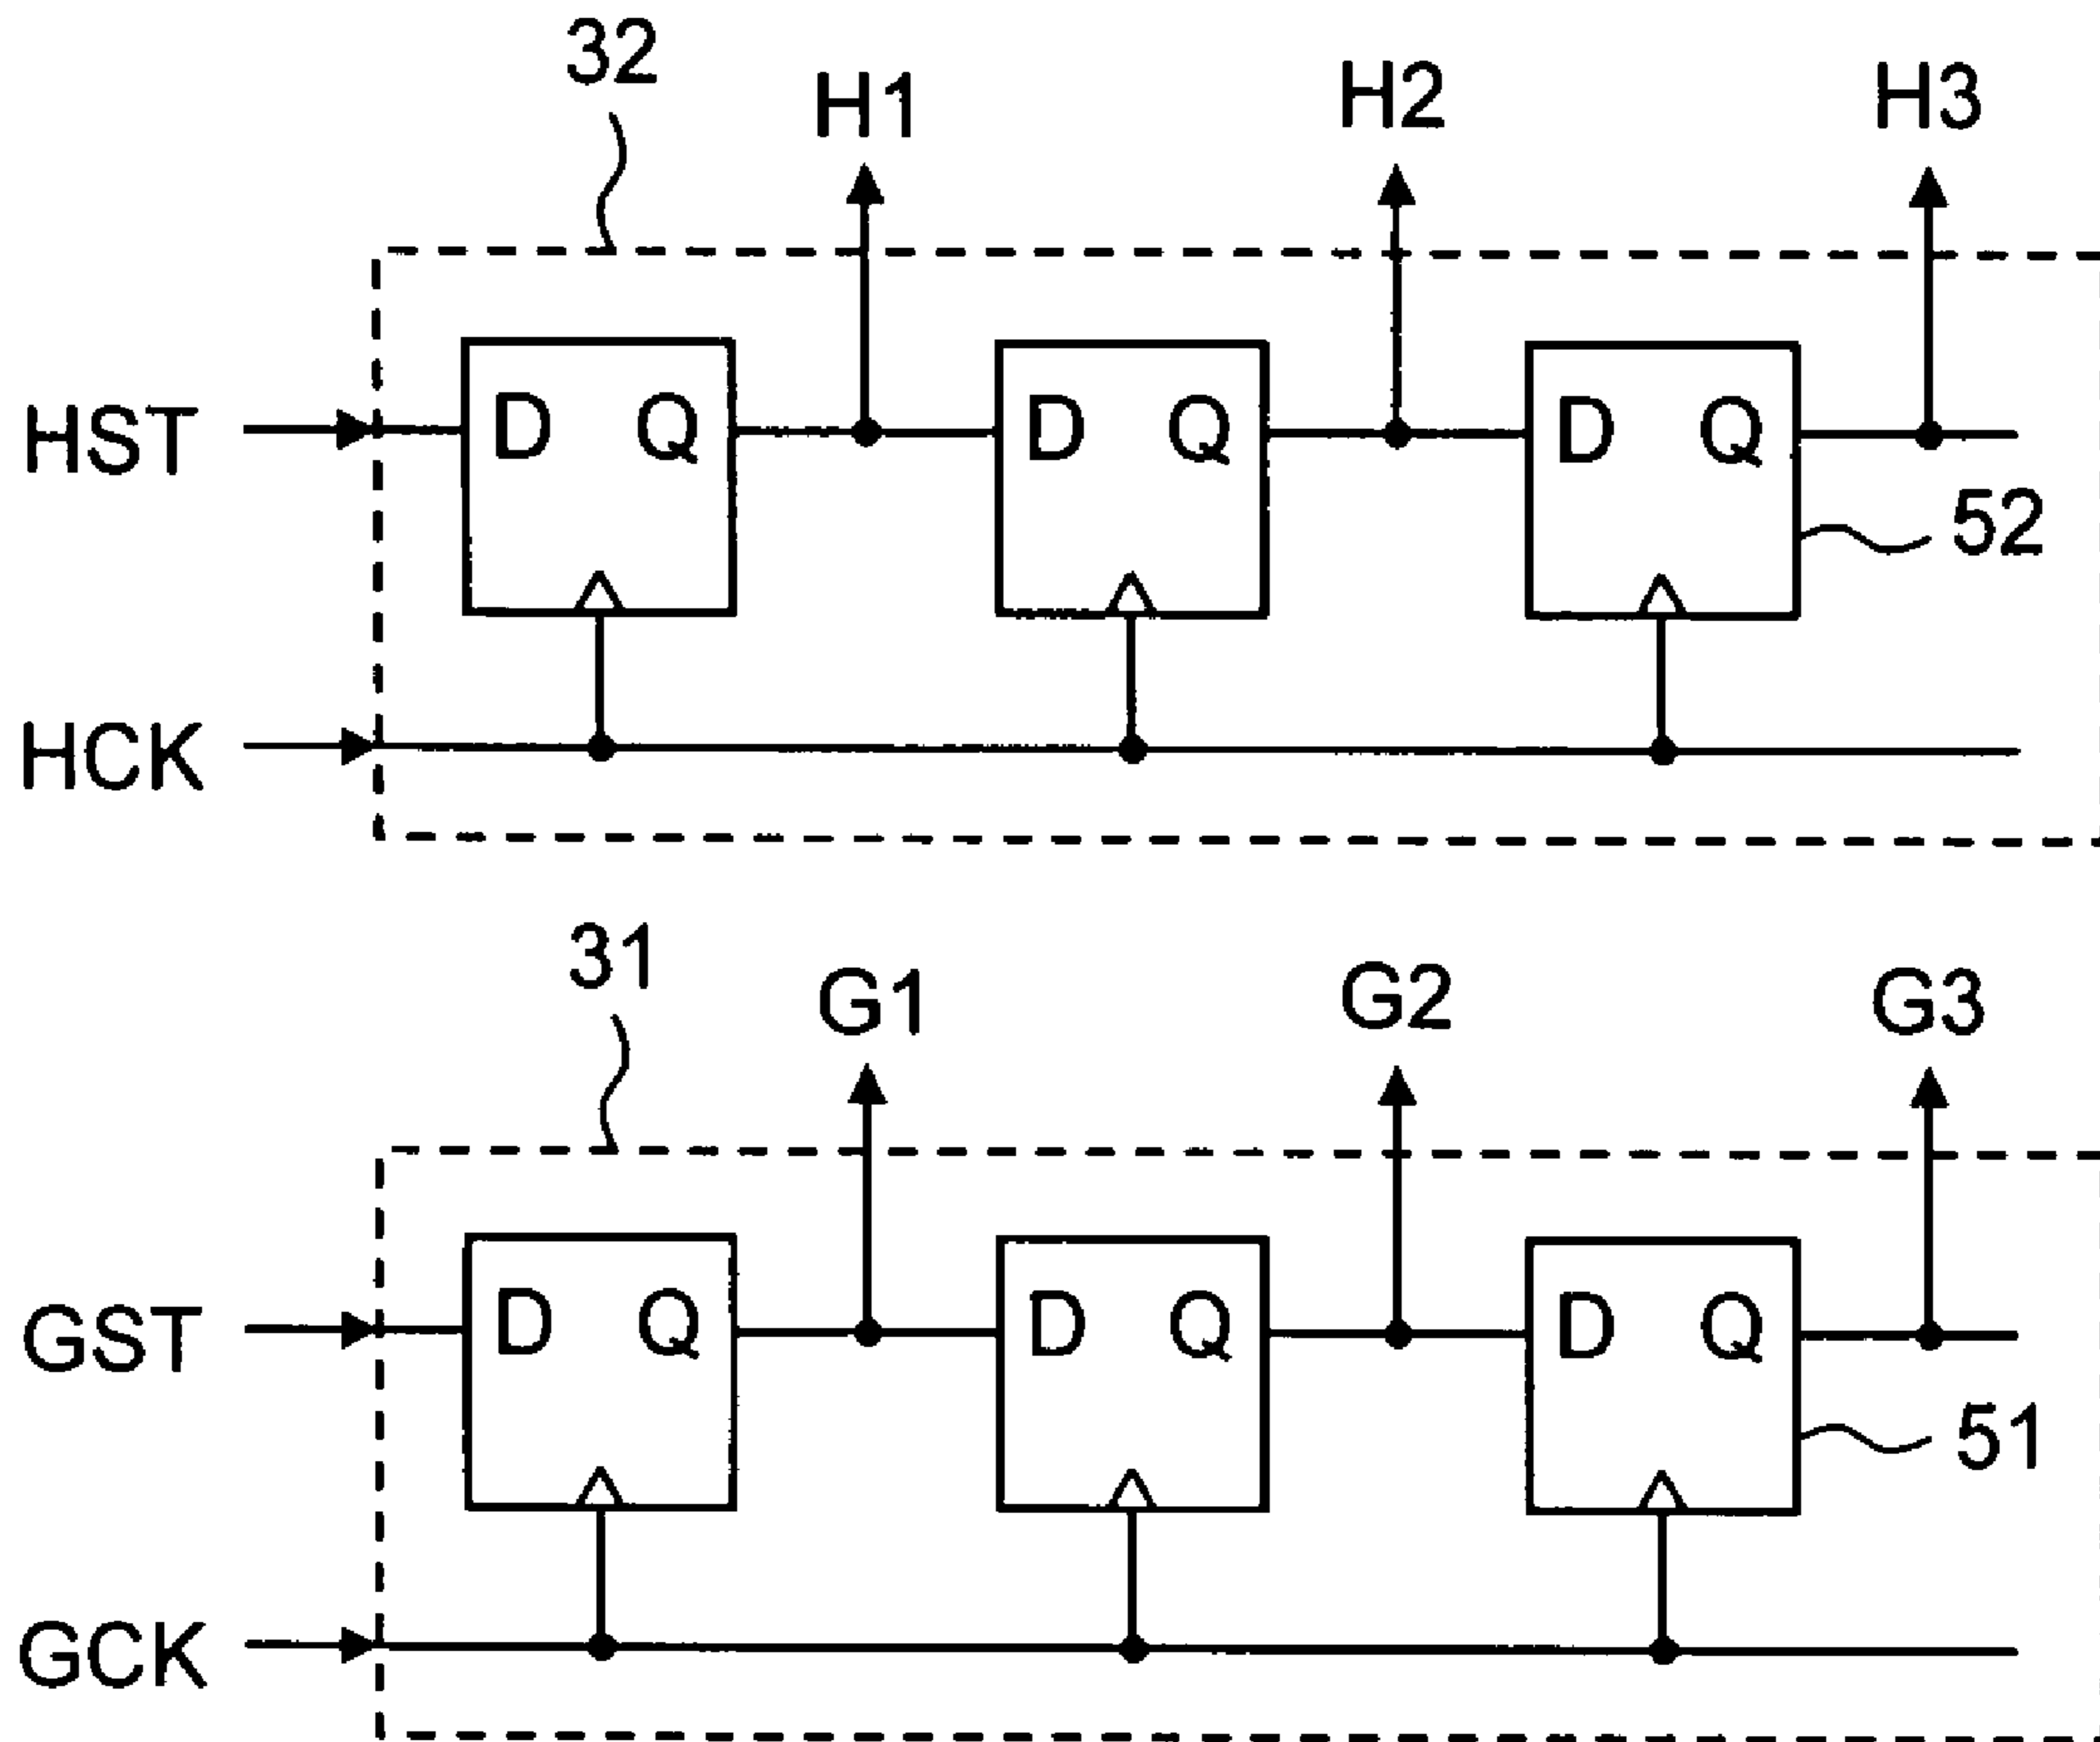 32
H1 H2 H3
HST D Q D Q D Q
52
HCK
31
G1 G2 G3
GST D Q D Q D Q
51
GCK